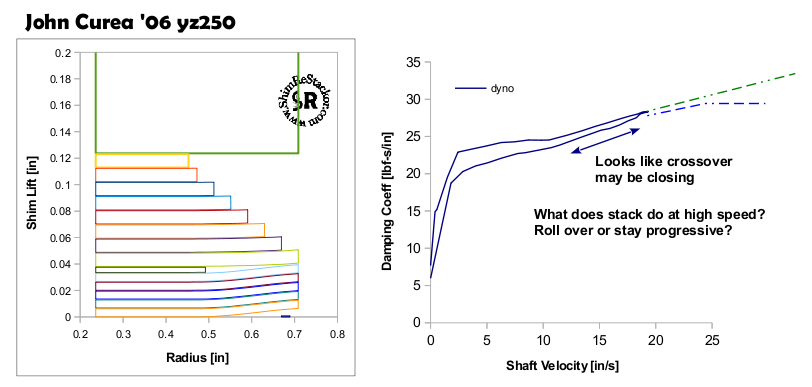 John Curea '06 yz250
Shim Lift [in]
0.2
0.18
0.16
0.14
0.12
0.1
0.08
0.06
0.04
0.02
0
0.2
0.3
0.4
0.5
0.6
0.7
0.8
Radius [in]
www.ShimReStackor.com
SR
Damping Coeff [lbf-s/in]
35
30
25
20
15
10
5
0
0
5
10
15
20
25
Shaft Velocity [in/s]
dyno
Looks like crossover
may be closing
What does stack do at high speed?
Roll over or stay progressive?